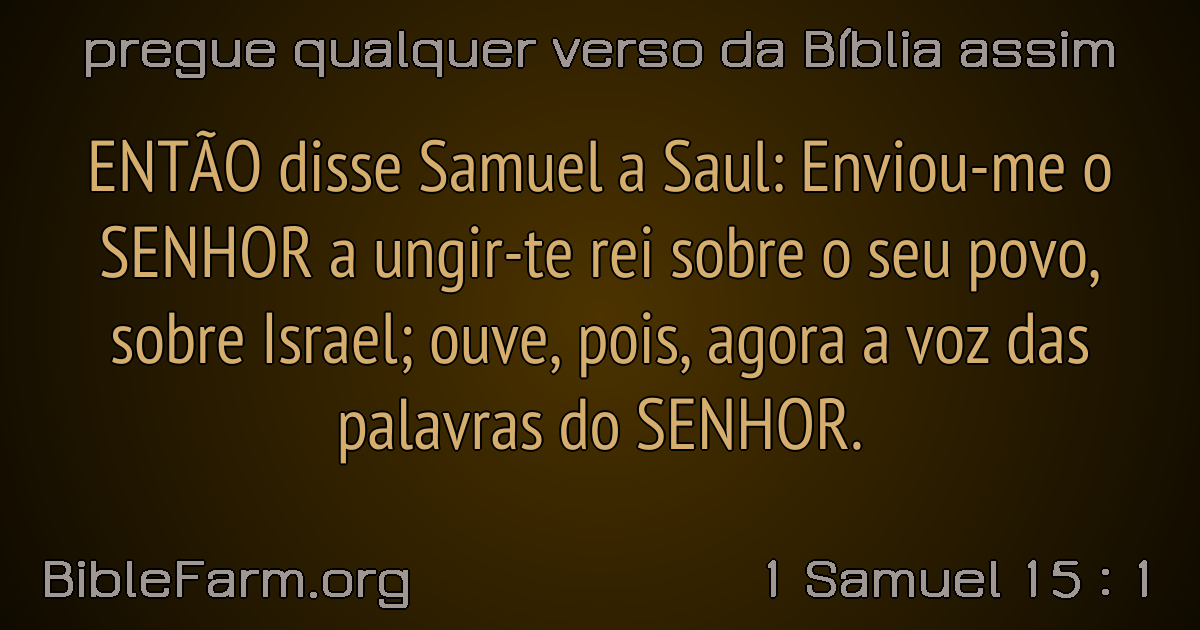 pregue qualquer verso da Bíblia assim
ENTÃO disse Samuel a Saul: Enviou-me o
SENHOR a ungir-te rei sobre o seu povo,
sobre Israel; ouve, pois, agora a voz das
palavras do SENHOR.
BibleFarm.org
1 Samuel 15 : 1